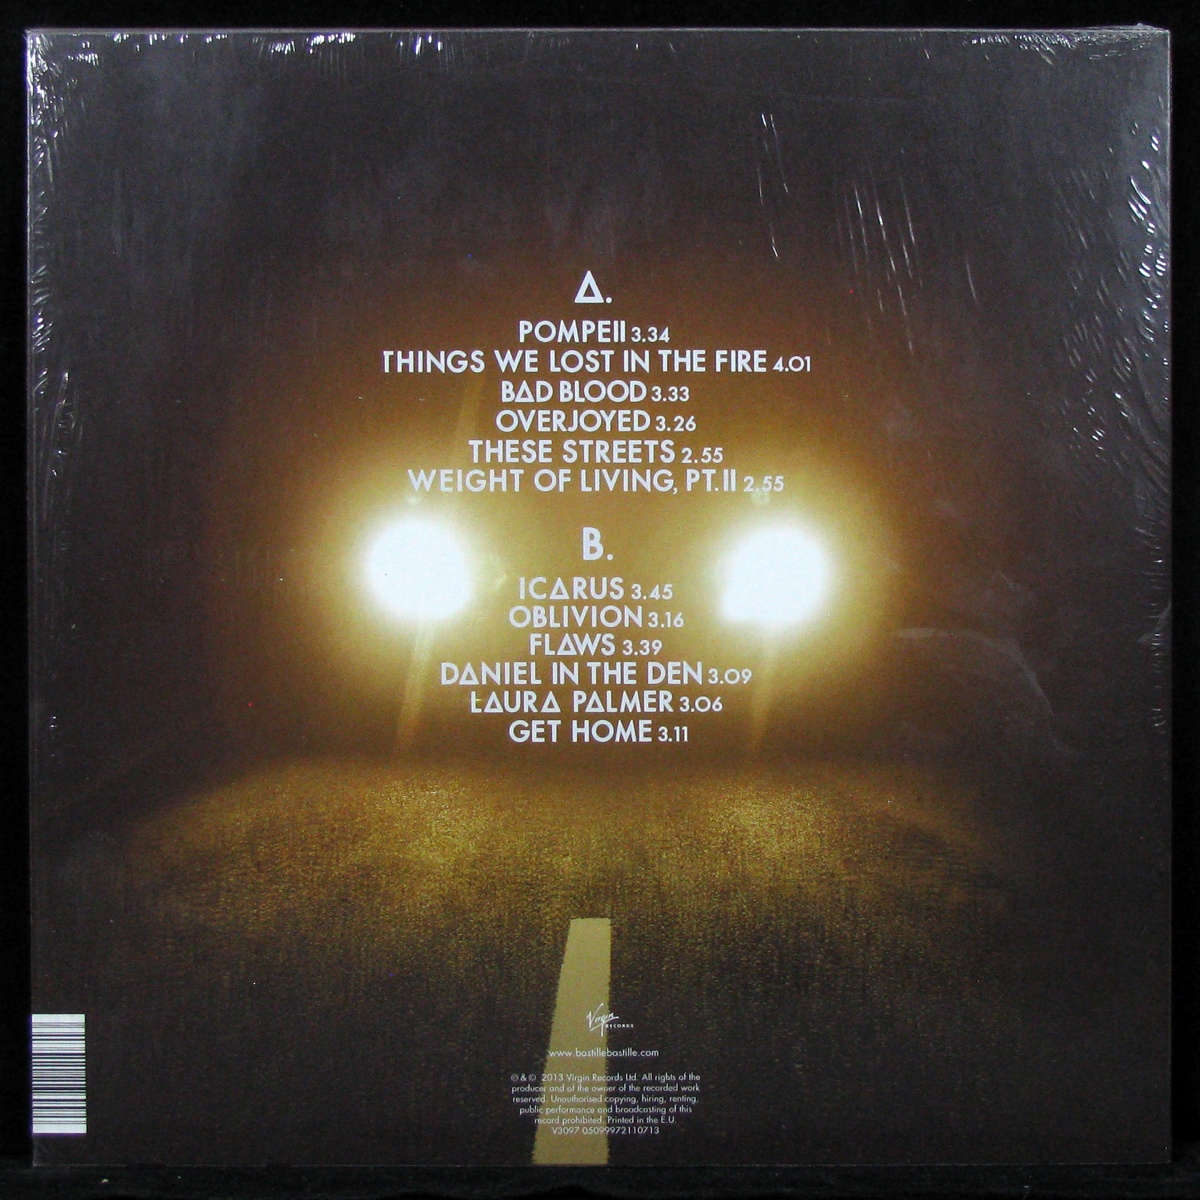 A.
POMPEII 3.34
THINGS WE LOST IN THE FIRE 4.01
BAD BLOOD 3.33
OVERJOYED 3.26
THESE STREETS 2.55
WEIGHT OF LIVING, PT.II 2.55
B.
ICARUS 3.45
OBLIVION 3.16
FLAWS 3.39
DANIEL IN THE DEN 3.09
LAURA PALMER 3.06
GET HOME 3.11
Virgin
RECORDS
www.bastillebastille.com
℗ & © 2013 Virgin Records Ltd. All rights of the
producer and of the owner of the recorded work
reserved. Unauthorised copying, hiring, renting,
public performance and broadcasting of this
record prohibited. Printed in the E.U.
V3097 05099972110713